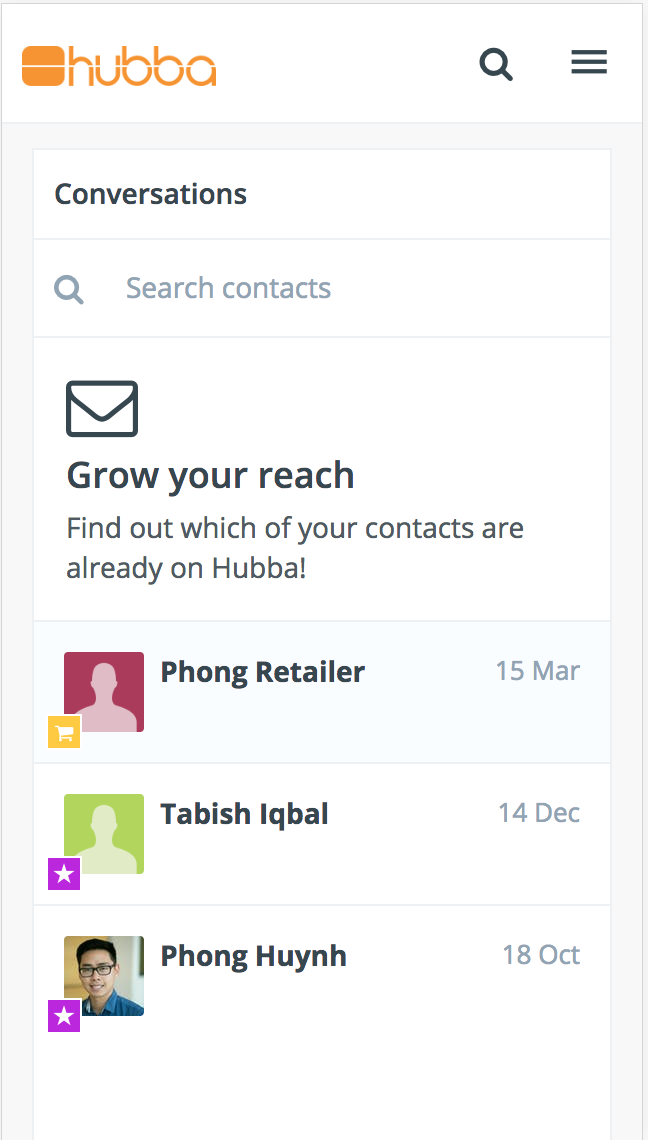 hubba
Conversations
Search contacts
Grow your reach
Find out which of your contacts are
already on Hubba!
Phong Retailer 15 Mar
Tabish Iqbal 14 Dec
Phong Huynh 18 Oct